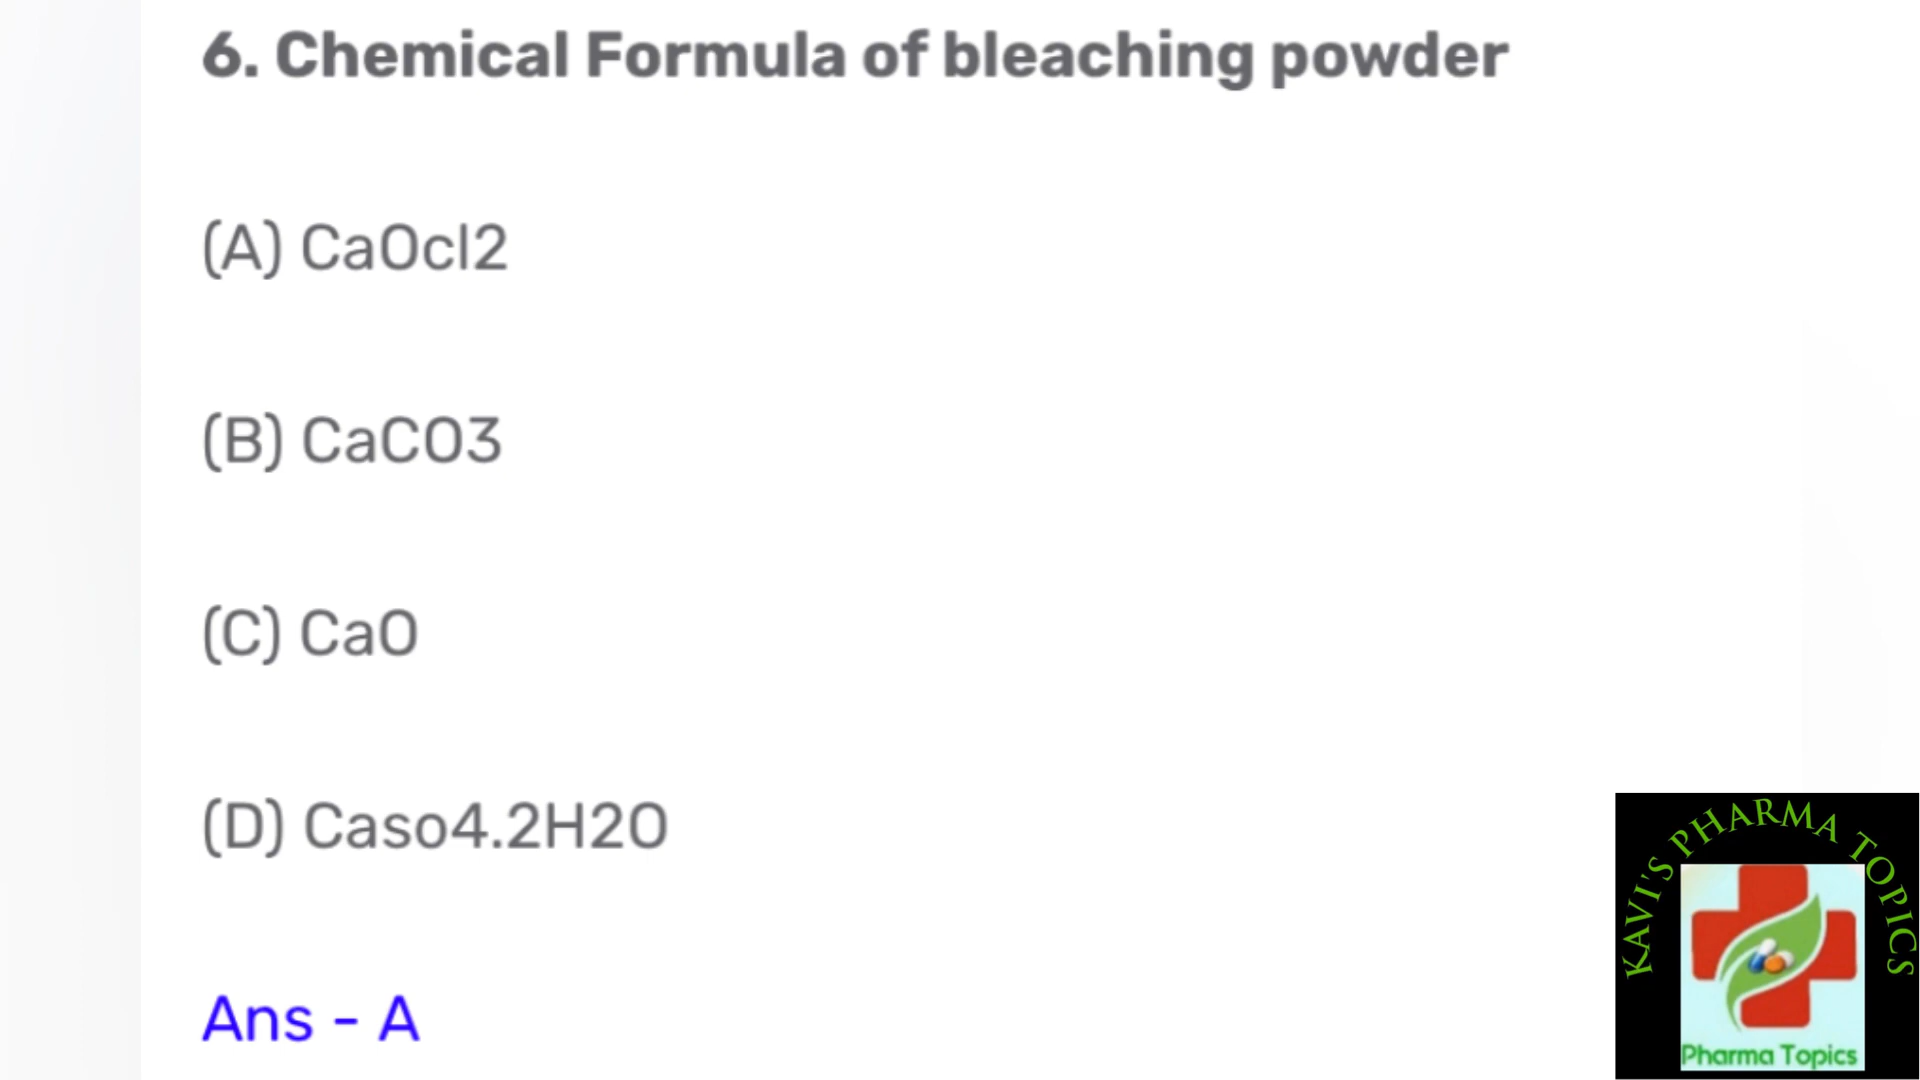 6. Chemical Formula of bleaching powder
(A) CaOcl2
(B) CaCO3
(C) CaO
(D) Caso4.2H2O
Ans - A
KAVI'S PHARMA TOPICS
Pharma Topics